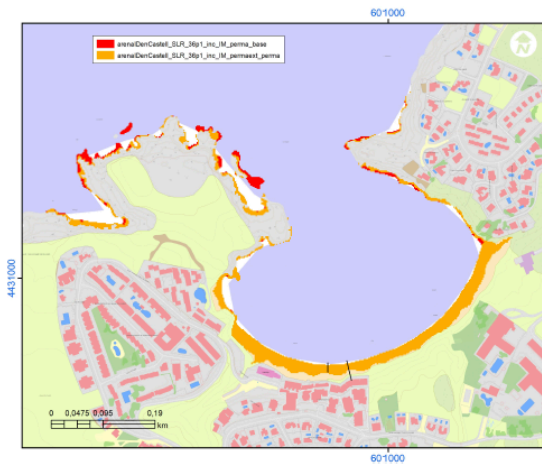 601000
arenalDenCastell_SLR_36p1_inc_IM_perma_base
arenalDenCastell_SLR_36p1_inc_IM_permaext_perma
N
4431000
0 0,0475 0,095 0,19
km
601000